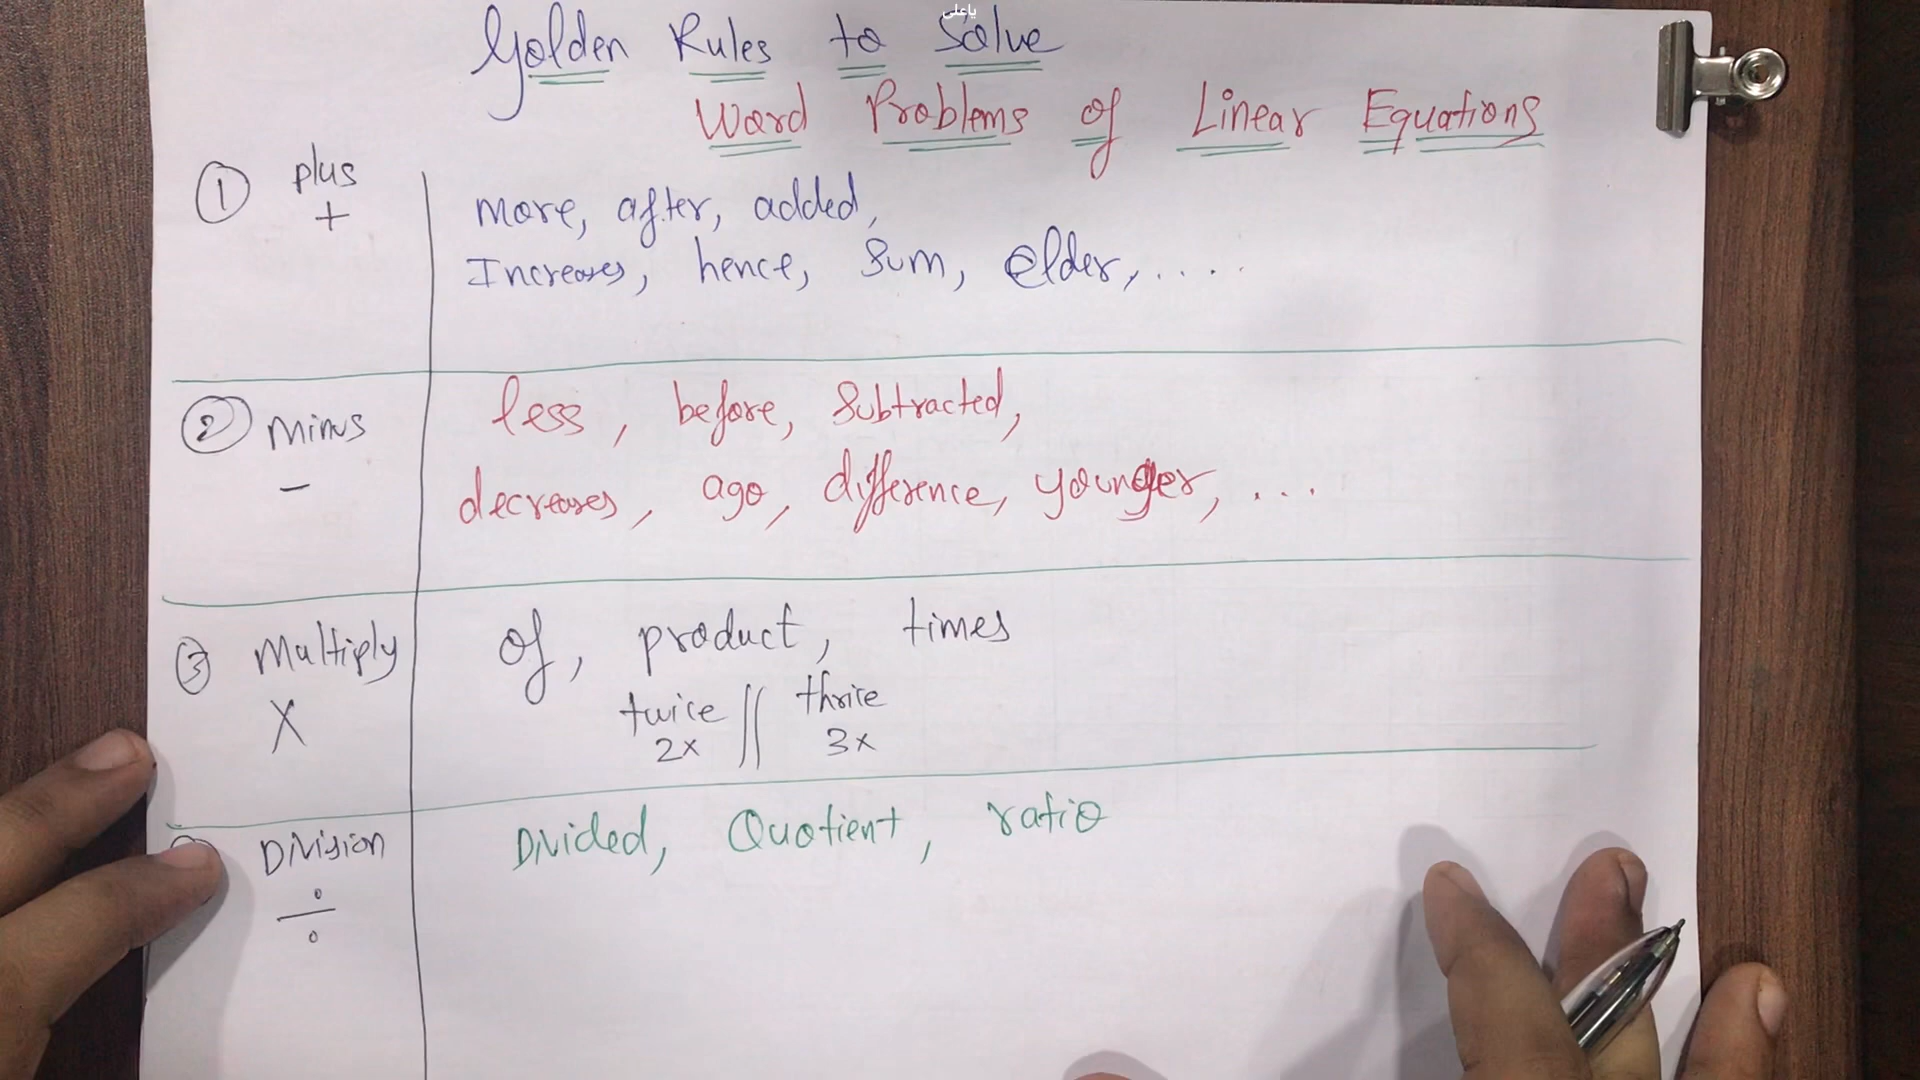 ياعلى
Golden Rules to Solve
Word Problems of Linear Equations
① plus
+
more, after, added,
Increases, hence, Sum, elder, ....
② minus
−
less, before, Subtracted,
decreases, ago, difference, younger, ...
③ Multiply
X
of, product, times
twice || thrice
2x 3x
Division
÷
Divided, Quotient, ratio